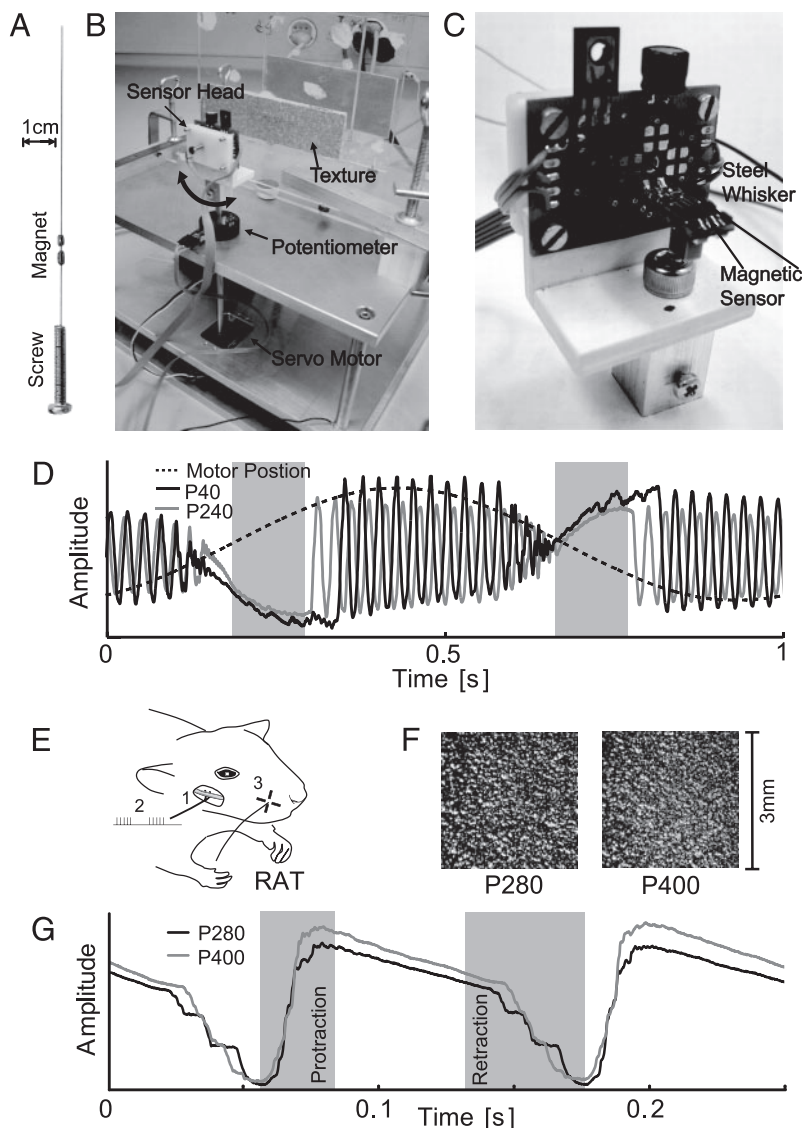 A
1cm
Magnet
Screw
B
Sensor Head
Texture
Potentiometer
Servo Motor
C
Steel
Whisker
Magnetic
Sensor
D
Motor Postion
P40
P240
Amplitude
0
0.5
1
Time [s]
E
1
2
3
RAT
F
P280
P400
3mm
G
P280
P400
Amplitude
Protraction
Retraction
0
0.1
0.2
Time [s]